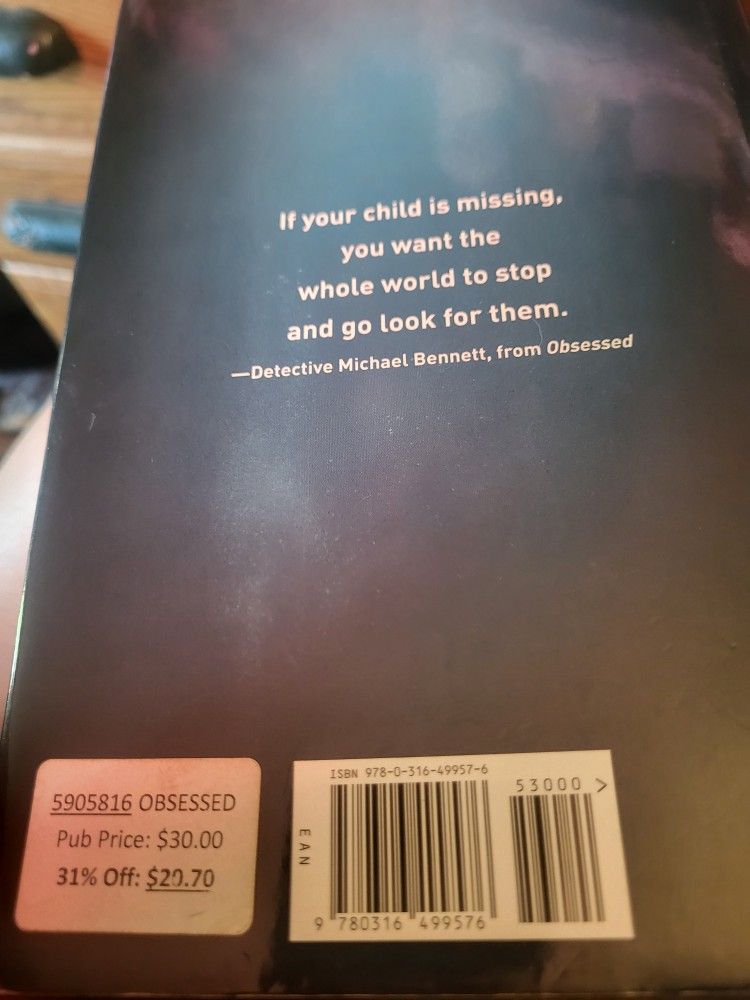 If your child is missing,
you want the
whole world to stop
and go look for them.
—Detective Michael Bennett, from Obsessed
5905816 OBSESSED
Pub Price: $30.00
31% Off: $20.70
ISBN 978-0-316-49957-6
53000 >
EAN
9 780316 499576